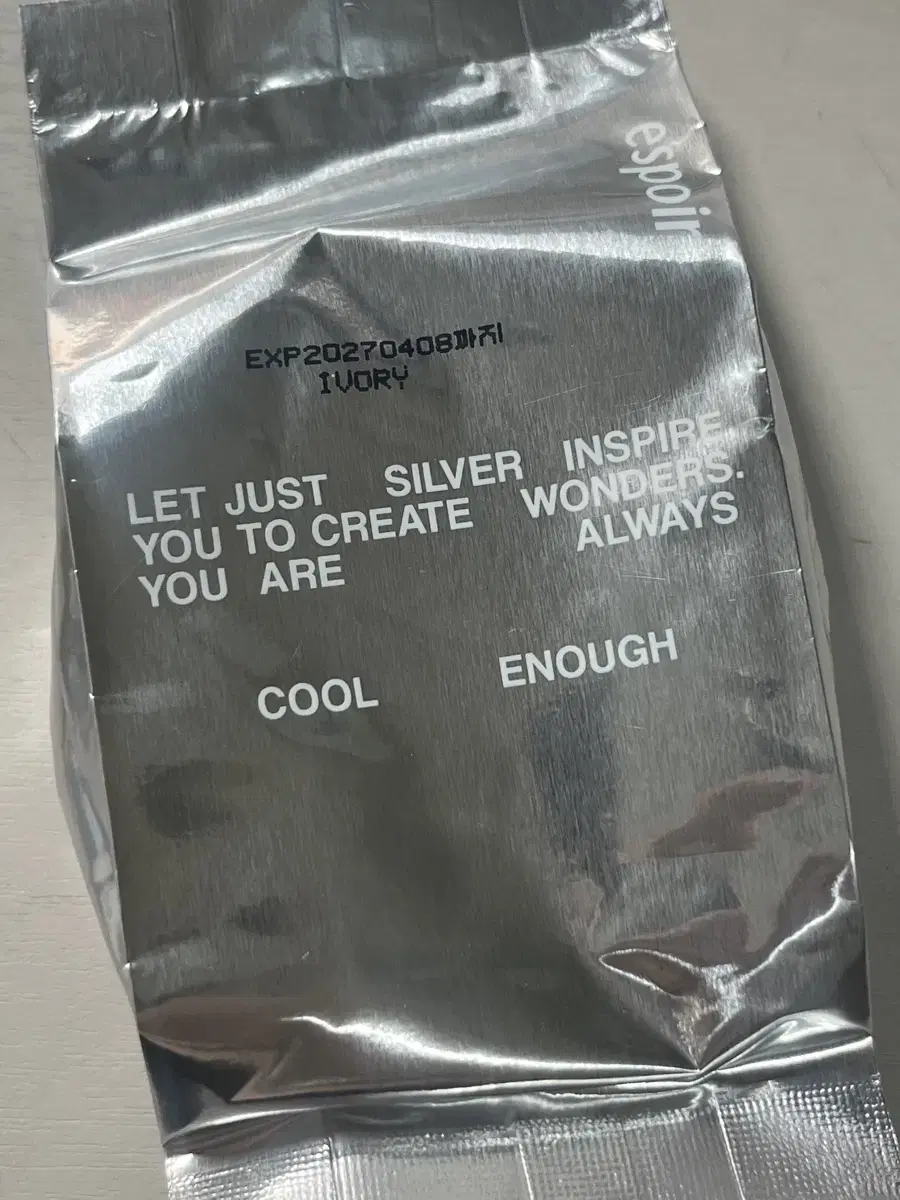 espoir
EXP20270408까지
IVORY
LET JUST SILVER INSPIRE
YOU TO CREATE WONDERS.
YOU ARE ALWAYS
COOL ENOUGH